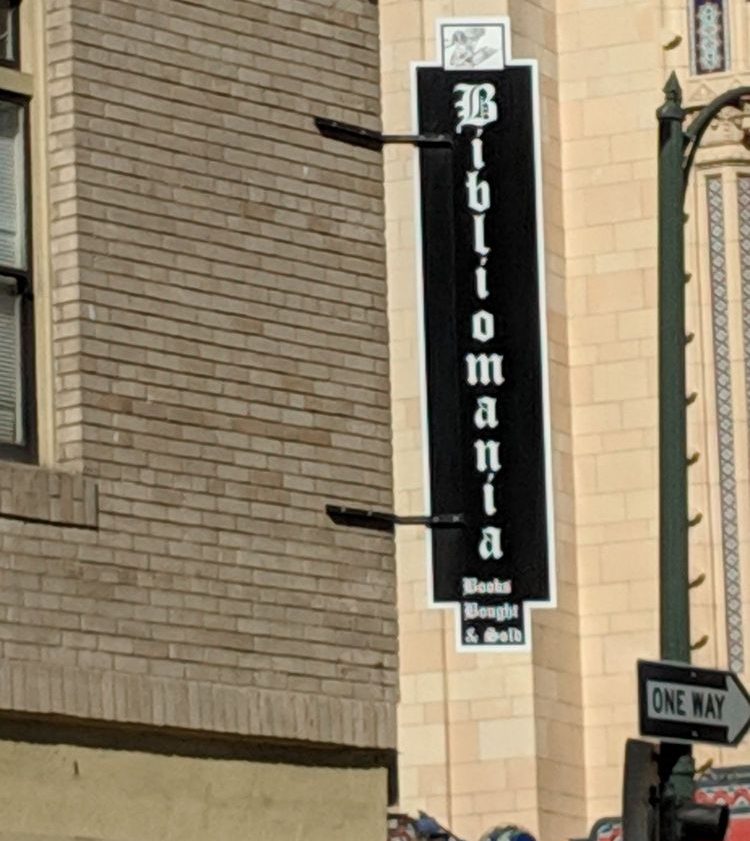 Bibliomania
Books
Bought
& Sold
ONE WAY